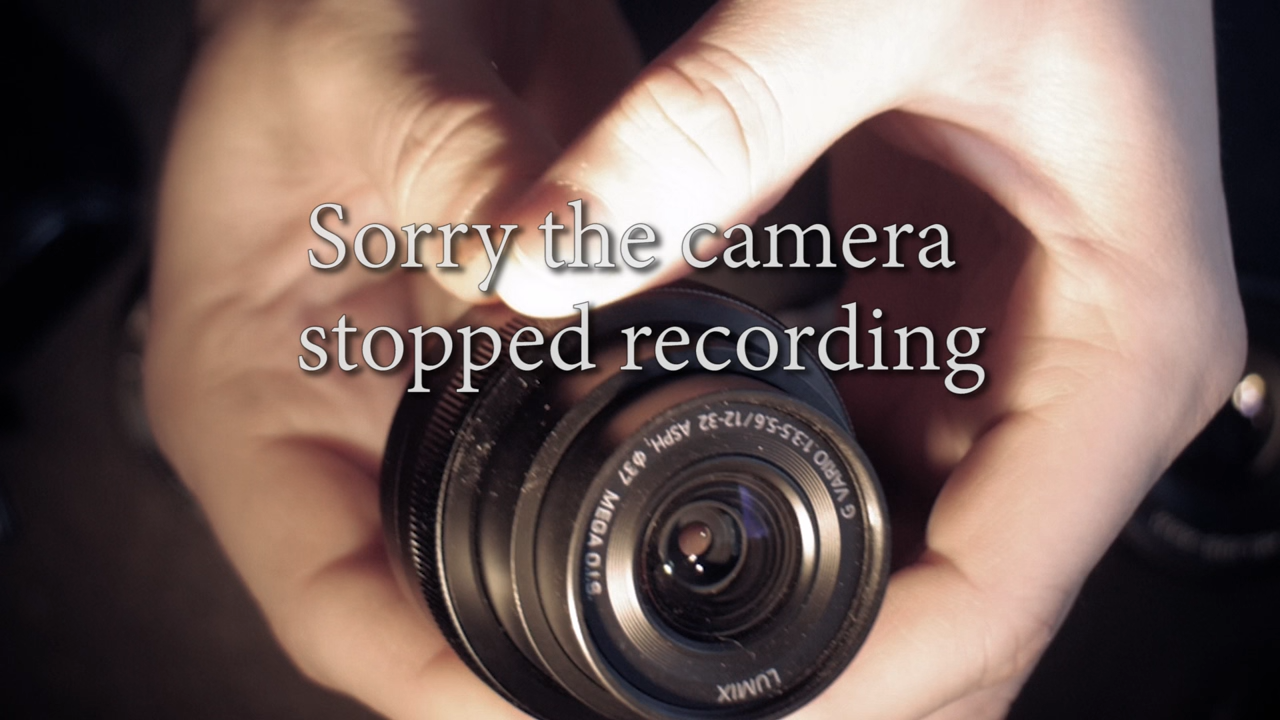 Sorry the camera
stopped recording
G VARIO 1:3.5-5.6/12-32 ASPH. Φ37 MEGA O.I.S.
LUMIX